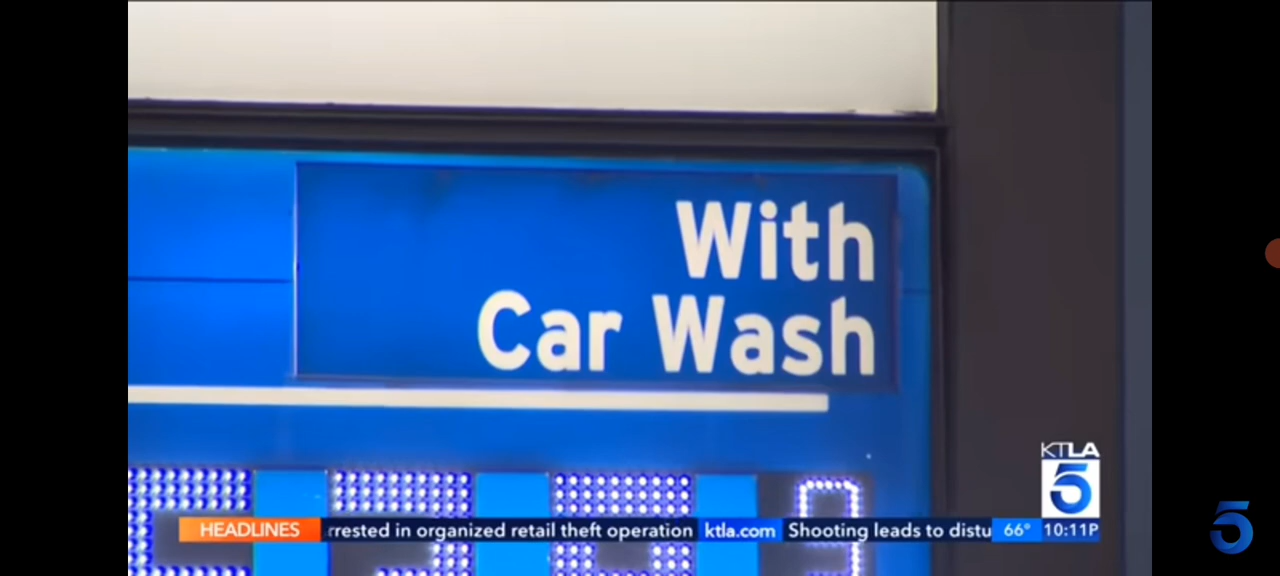 With
Car Wash
KTLA
5
HEADLINES rrested in organized retail theft operation ktla.com Shooting leads to distu 66° 10:11P
5